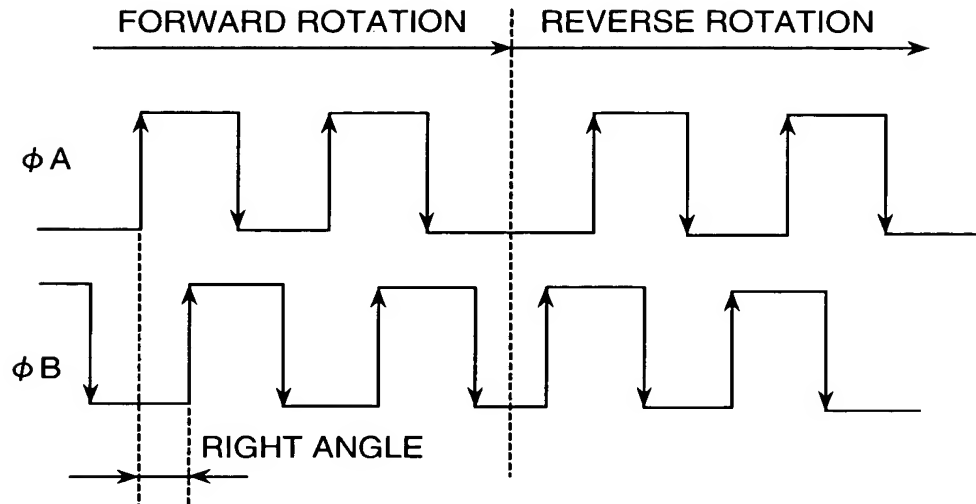 FORWARD ROTATION REVERSE ROTATION
ϕA
ϕB
RIGHT ANGLE